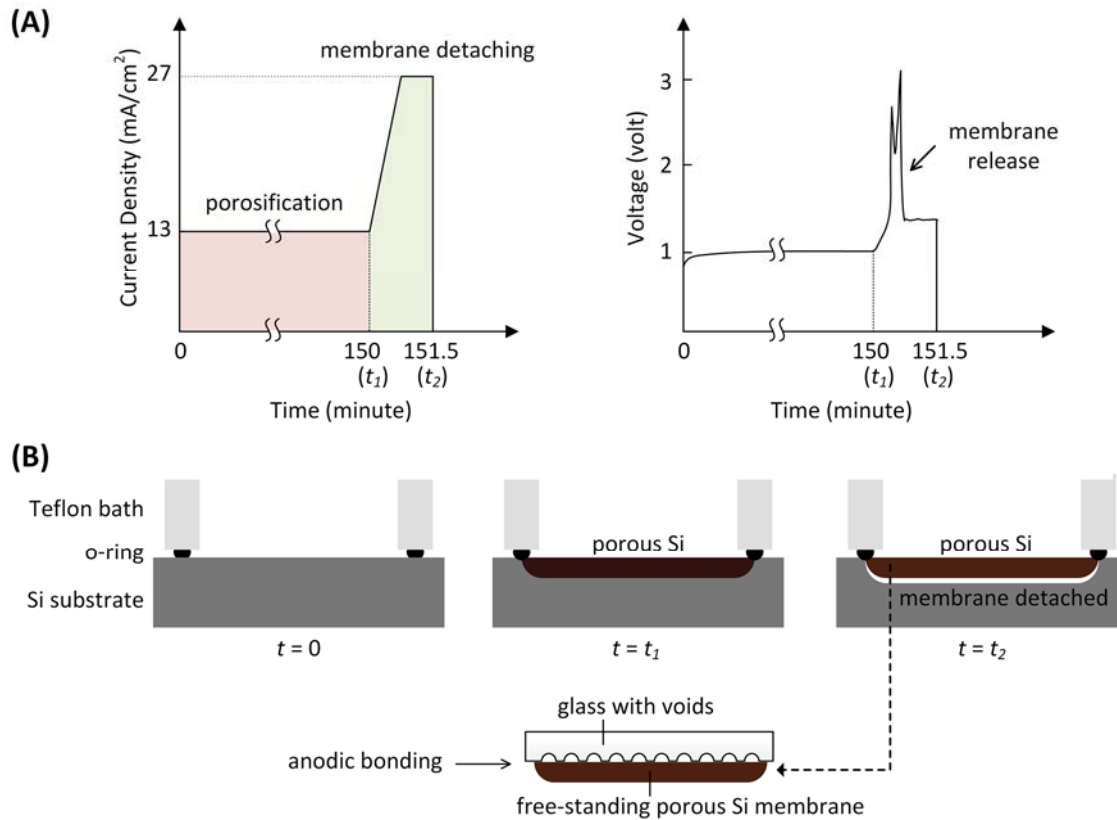 (A)
membrane detaching
27
Current Density (mA/cm²)
porosification
13
0
150
(t₁)
151.5
(t₂)
Time (minute)
3
Voltage (volt)
membrane
release
2
1
0
0
150
(t₁)
151.5
(t₂)
Time (minute)
(B)
Teflon bath
o-ring
Si substrate
t = 0
porous Si
t = t₁
porous Si
membrane detached
t = t₂
glass with voids
anodic bonding
free-standing porous Si membrane